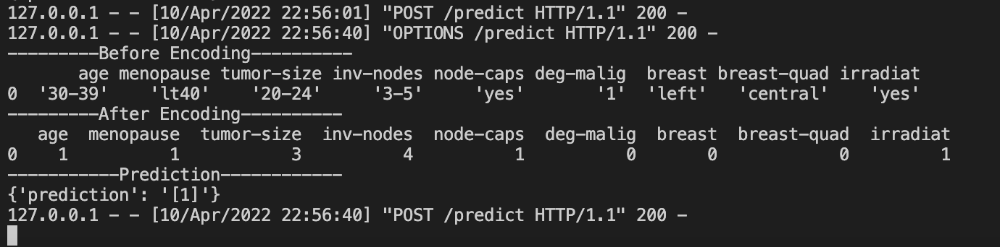 127.0.0.1 - - [10/Apr/2022 22:56:01] "POST /predict HTTP/1.1" 200 -
127.0.0.1 - - [10/Apr/2022 22:56:40] "OPTIONS /predict HTTP/1.1" 200 -
---------Before Encoding----------
       age menopause tumor-size inv-nodes node-caps deg-malig  breast breast-quad irradiat
0  '30-39'    'lt40'    '20-24'     '3-5'     'yes'       '1'  'left'   'central'    'yes'
---------After Encoding----------
   age  menopause  tumor-size  inv-nodes  node-caps  deg-malig  breast  breast-quad  irradiat
0    1          1           3          4          1          0       0            0         1
-----------Prediction------------
{'prediction': '[1]'}
127.0.0.1 - - [10/Apr/2022 22:56:40] "POST /predict HTTP/1.1" 200 -